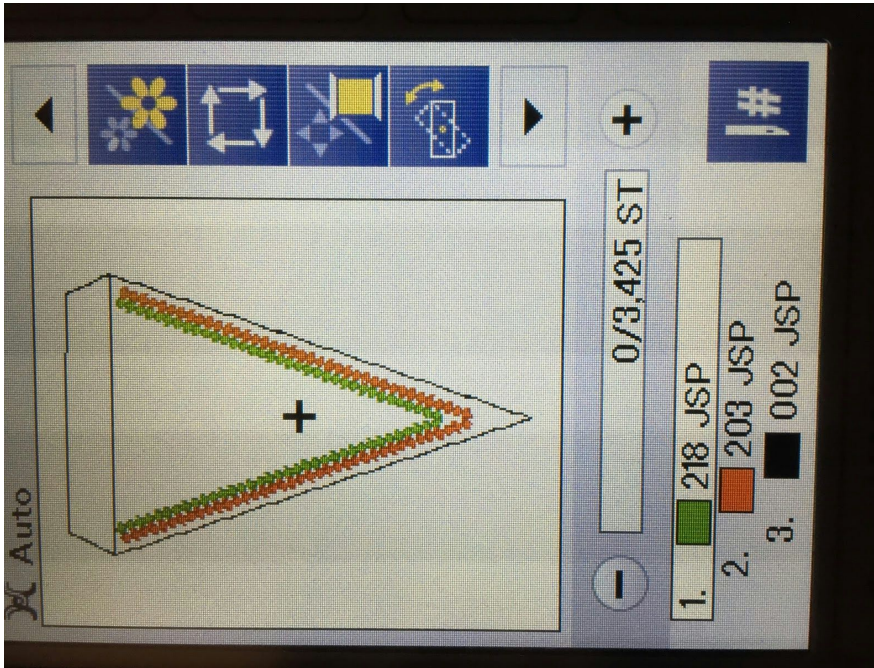 Auto
0/3,425 ST
1. 218 JSP
2. 203 JSP
3. 002 JSP